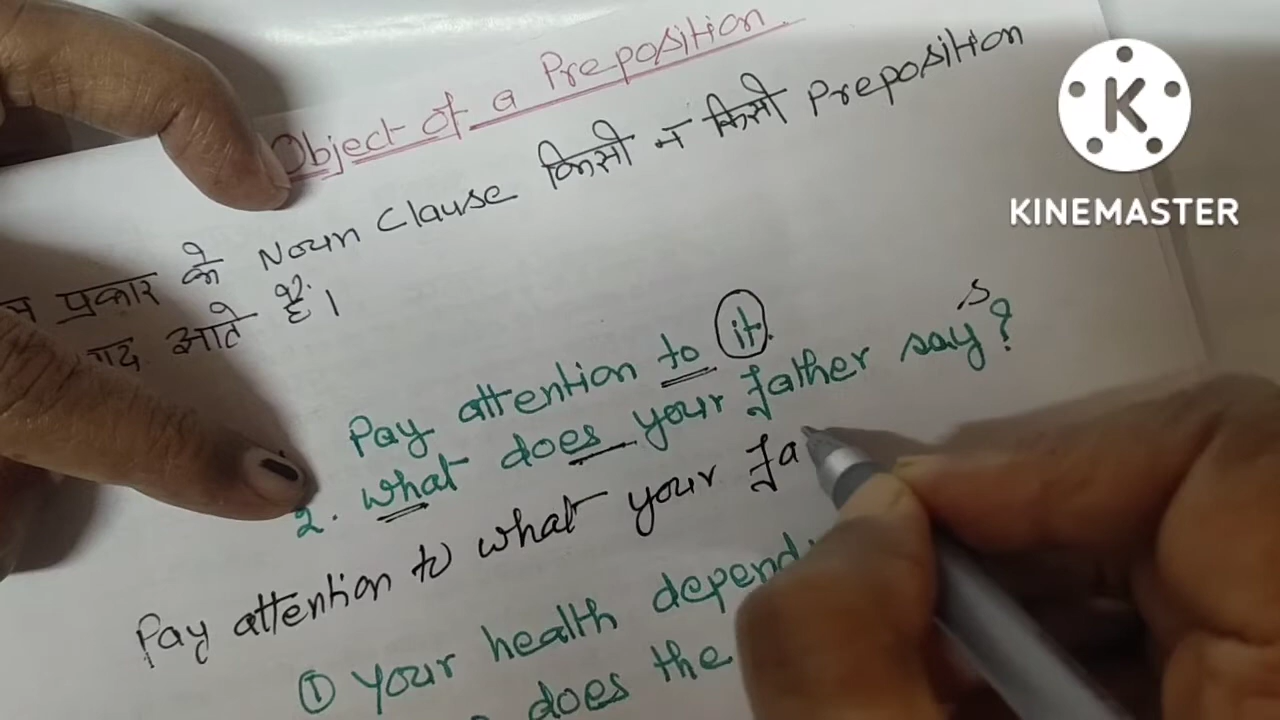 Object of a Preposition
प्रकार के Noun Clause किसी न किसी Preposition
आते हैं।
Pay attention to it.
s
2. what does your father say?
Pay attention to what your fa
① your health depend
does the
K
KINEMASTER